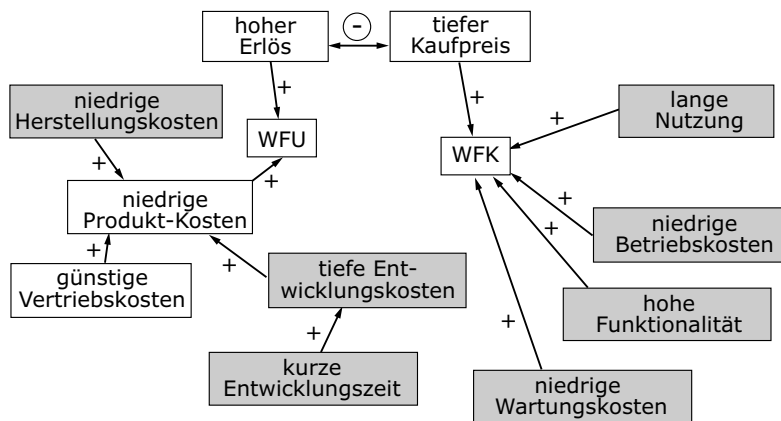 hoher
Erlös
-
tiefer
Kaufpreis
+
+
niedrige
Herstellungskosten
lange
Nutzung
WFU
+
WFK
+
+
niedrige
Produkt-Kosten
+
niedrige
Betriebskosten
+
+
günstige
Vertriebskosten
+
tiefe Ent-
wicklungskosten
hohe
Funktionalität
+
+
kurze
Entwicklungszeit
niedrige
Wartungskosten